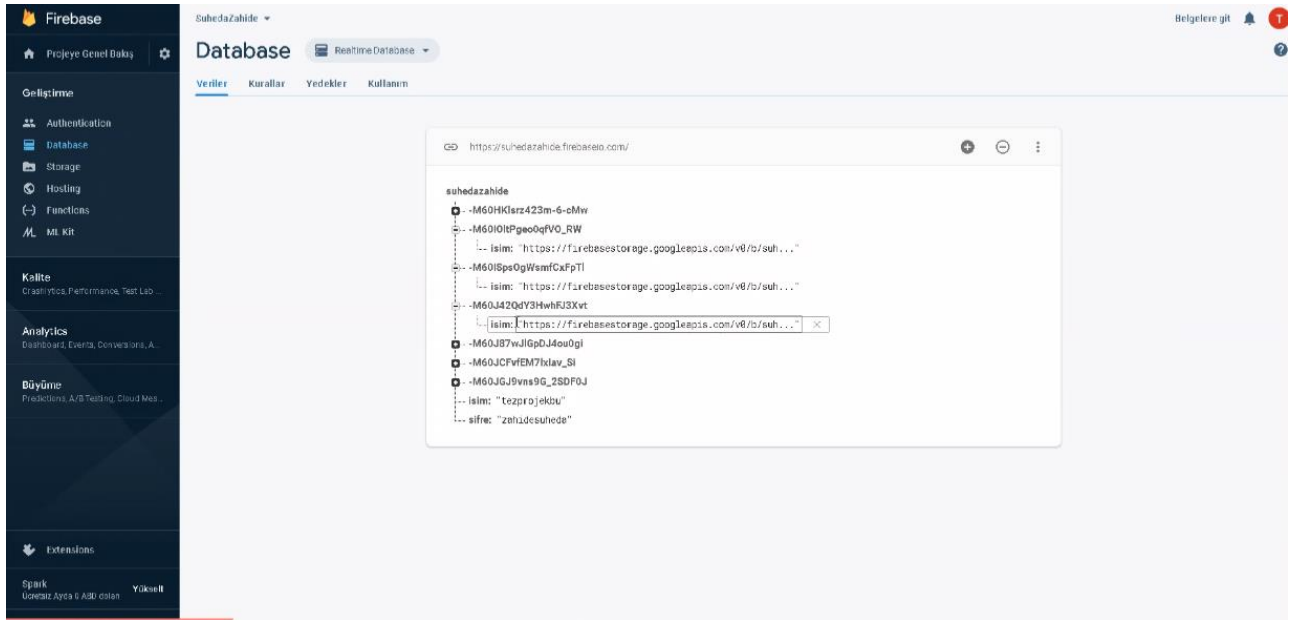 Firebase
SuhedaZahide
Belgelere git
T
Projeye Genel Bakış
Database
Realtime Database
Veriler Kurallar Yedekler Kullanım
Geliştirme
Authentication
Database
Storage
Hosting
Functions
ML Kit
Kalite
Crashlytics, Performance, Test Lab ...
Analytics
Dashboard, Events, Conversions, A...
Büyüme
Predictions, A/B Testing, Cloud Mes...
Extensions
Spark
Ücretsiz Ayda 0 ABD doları
Yükselt
https://suhedazahide.firebaseio.com/
suhedazahide
-M60HKlsrz423m-6-cMw
-M60IOltPgeo0qfVO_RW
isim: "https://firebasestorage.googleapis.com/v0/b/suh..."
-M60ISpsOgWsmfCxFpTl
isim: "https://firebasestorage.googleapis.com/v0/b/suh..."
-M60J42QdY3HwhFJ3Xvt
isim: "https://firebasestorage.googleapis.com/v0/b/suh..."
-M60J87wJlGpDJ4ou0gi
-M60JCFvfEM7lxlav_Si
-M60JGJ9vns9G_2SDF0J
isim: "tezprojekbu"
sifre: "zahidesuheda"